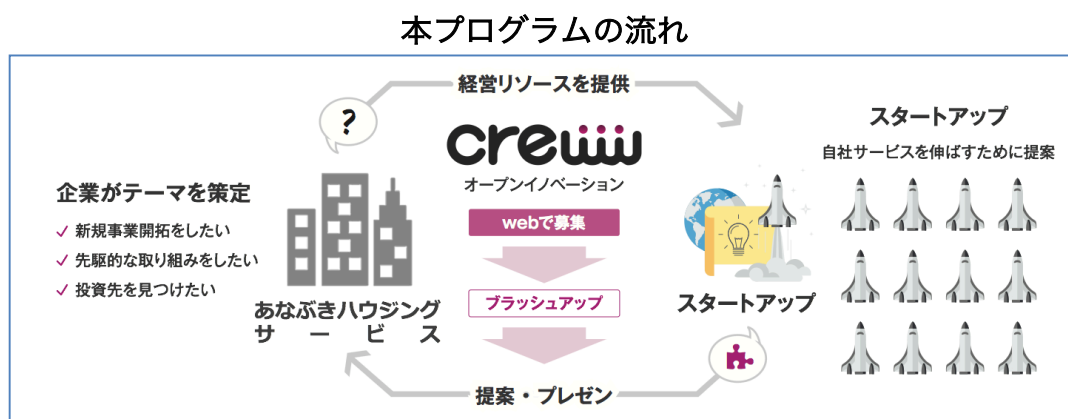 本プログラムの流れ
経営リソースを提供
?
creww
オープンイノベーション
スタートアップ
自社サービスを伸ばすために提案
企業がテーマを策定
✓ 新規事業開拓をしたい
✓ 先駆的な取り組みをしたい
✓ 投資先を見つけたい
webで募集
ブラッシュアップ
あなぶきハウジング
サービス
スタートアップ
提案・プレゼン